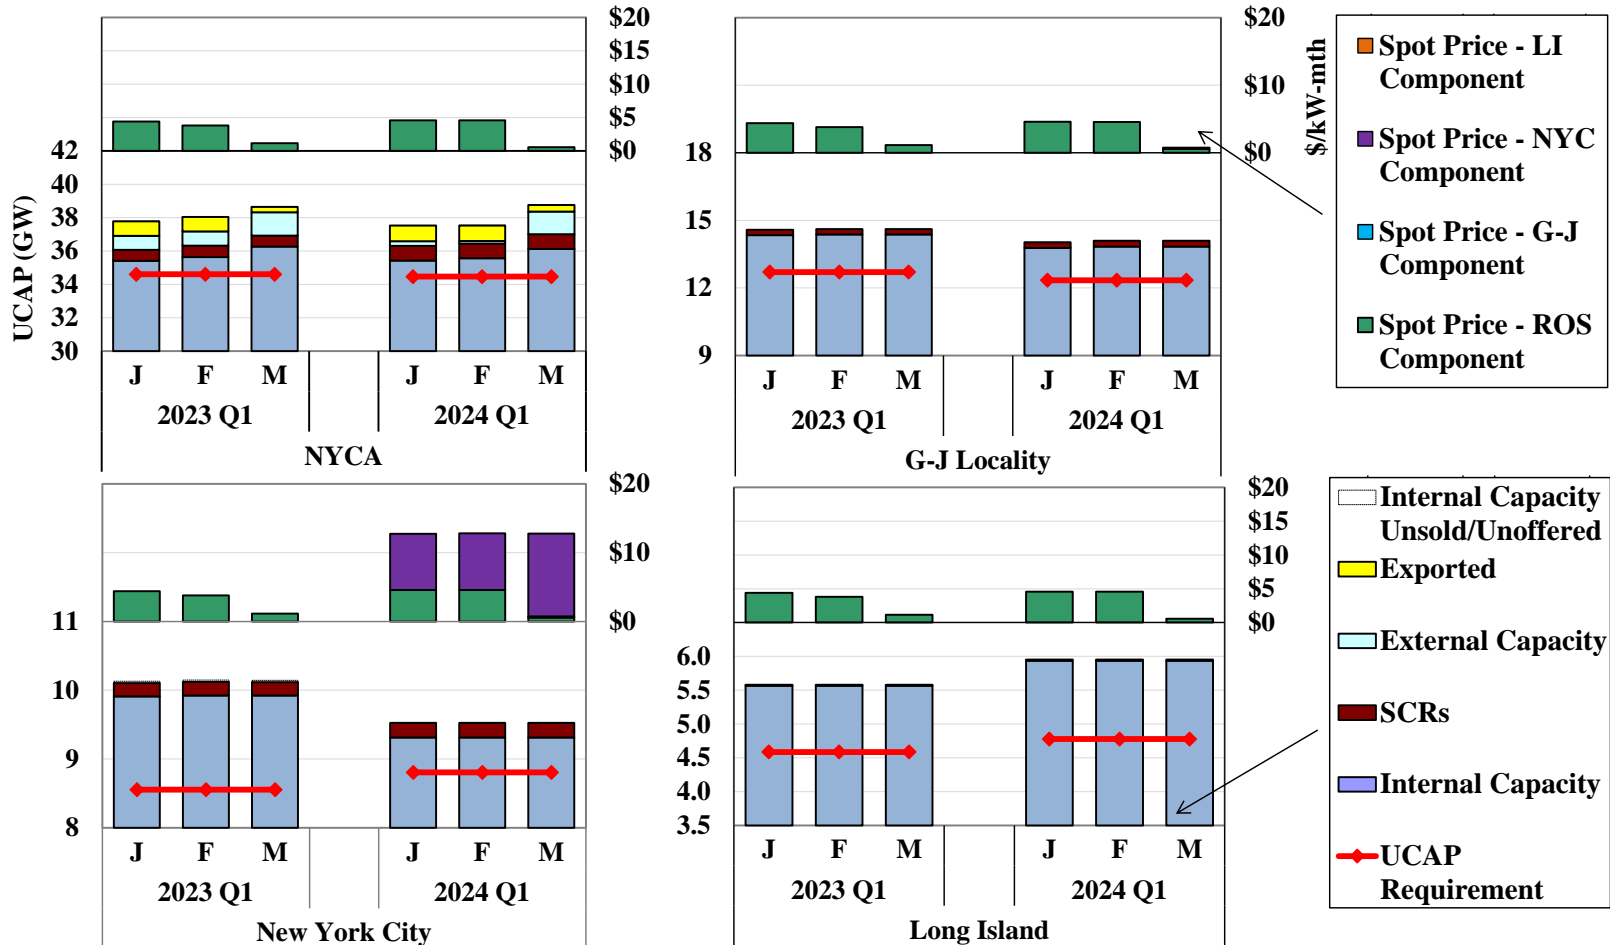 $20
$15
$10
$5
$0
42
40
38
36
34
32
30
UCAP (GW)
J F M J F M
2023 Q1 2024 Q1
NYCA
$20
$10
$0
$/kW-mth
18
15
12
9
J F M J F M
2023 Q1 2024 Q1
G-J Locality
Spot Price - LI
Component
Spot Price - NYC
Component
Spot Price - G-J
Component
Spot Price - ROS
Component
$20
$10
$0
11
10
9
8
J F M J F M
2023 Q1 2024 Q1
New York City
$20
$15
$10
$5
$0
6.0
5.5
5.0
4.5
4.0
3.5
J F M J F M
2023 Q1 2024 Q1
Long Island
Internal Capacity
Unsold/Unoffered
Exported
External Capacity
SCRs
Internal Capacity
UCAP
Requirement